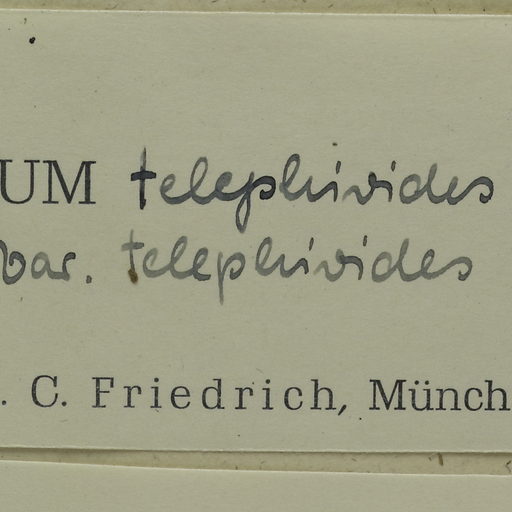 UM telephioides
var. telephioides
. C. Friedrich, Münch